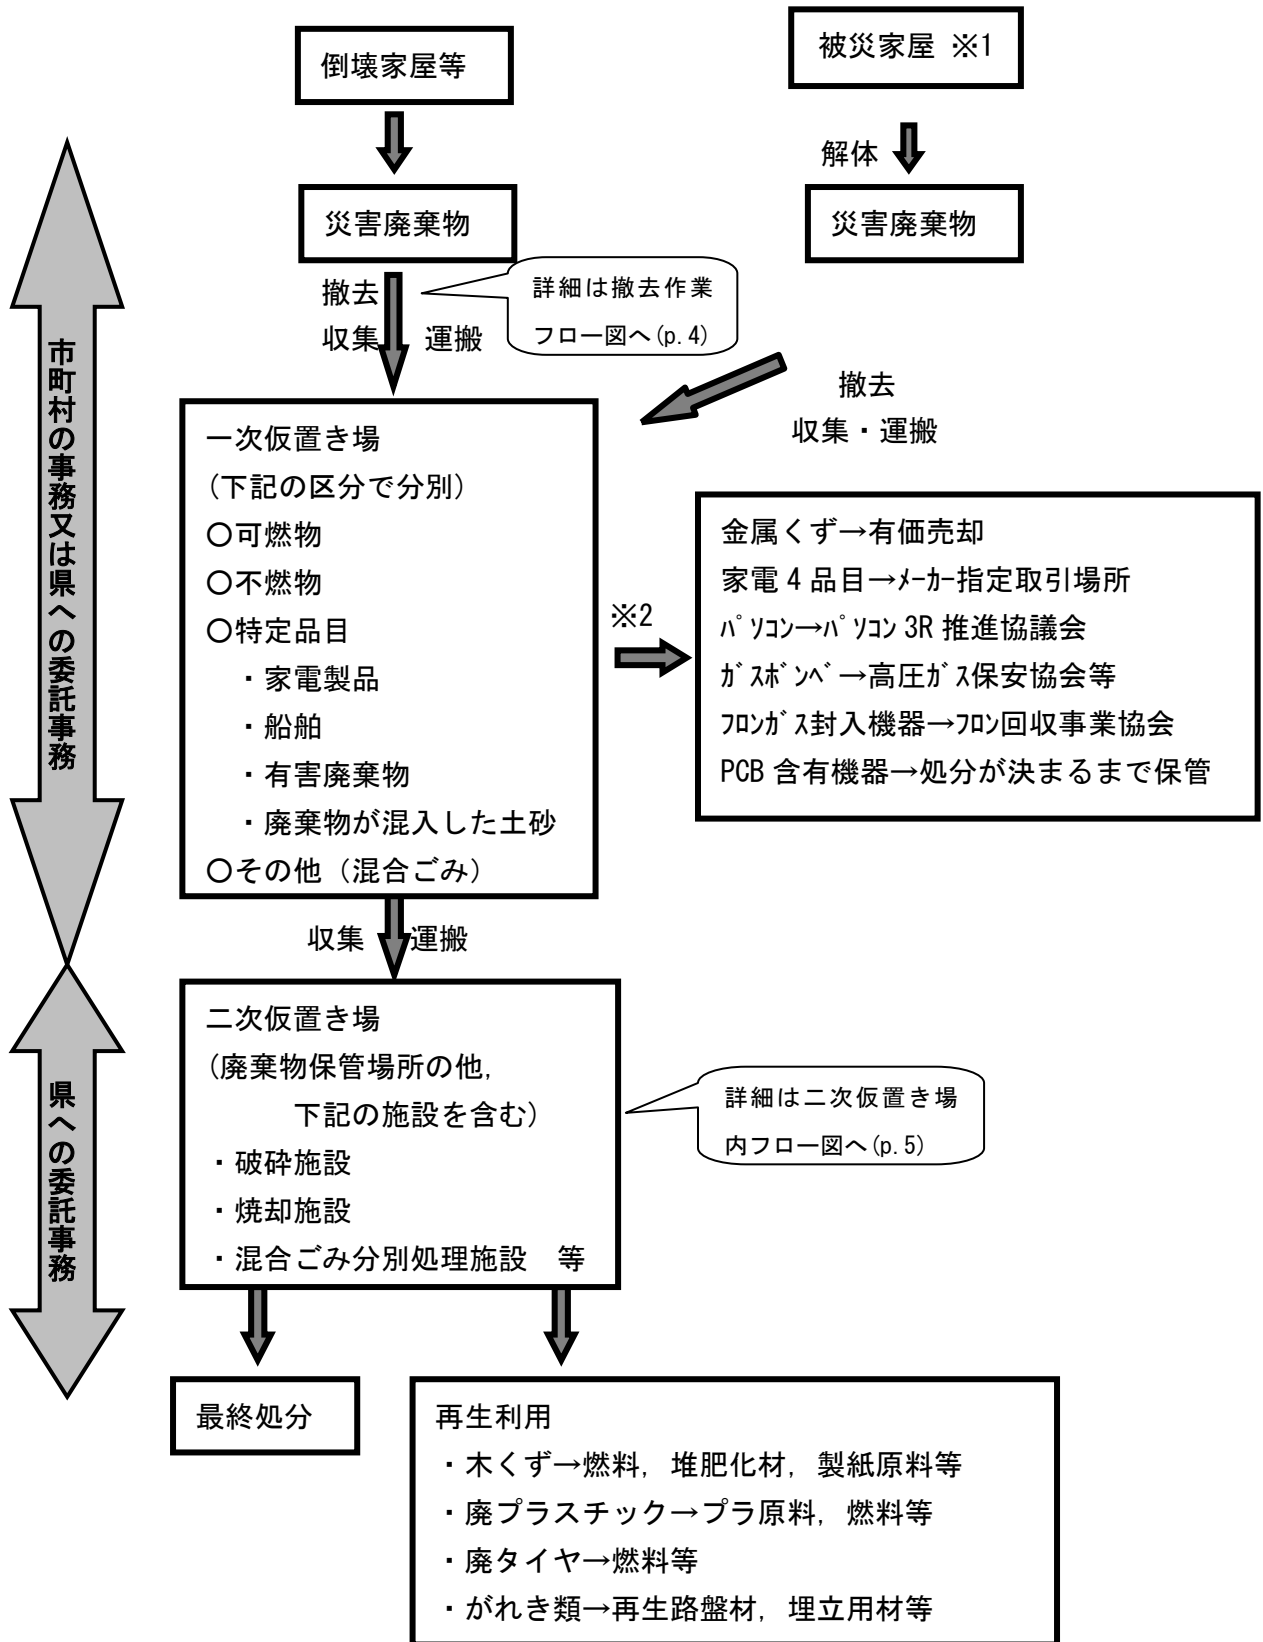 倒壊家屋等
被災家屋 ※1
解体
災害廃棄物
災害廃棄物
撤去
収集 運搬
詳細は撤去作業
フロー図へ(p.4)
撤去
収集・運搬
市町村の事務又は県への委託事務
一次仮置き場
(下記の区分で分別)
○可燃物
○不燃物
○特定品目
・家電製品
・船舶
・有害廃棄物
・廃棄物が混入した土砂
○その他（混合ごみ）
※2
金属くず→有価売却
家電 4 品目→ﾒｰｶｰ指定取引場所
ﾊﾟｿｺﾝ→ﾊﾟｿｺﾝ 3R 推進協議会
ｶﾞｽﾎﾞﾝﾍﾞ→高圧ｶﾞｽ保安協会等
ﾌﾛﾝｶﾞｽ封入機器→ﾌﾛﾝ回収事業協会
PCB 含有機器→処分が決まるまで保管
収集 運搬
県への委託事務
二次仮置き場
(廃棄物保管場所の他,
下記の施設を含む)
・破砕施設
・焼却施設
・混合ごみ分別処理施設　等
詳細は二次仮置き場
内フロー図へ(p.5)
最終処分
再生利用
・木くず→燃料, 堆肥化材, 製紙原料等
・廃プラスチック→プラ原料, 燃料等
・廃タイヤ→燃料等
・がれき類→再生路盤材, 埋立用材等